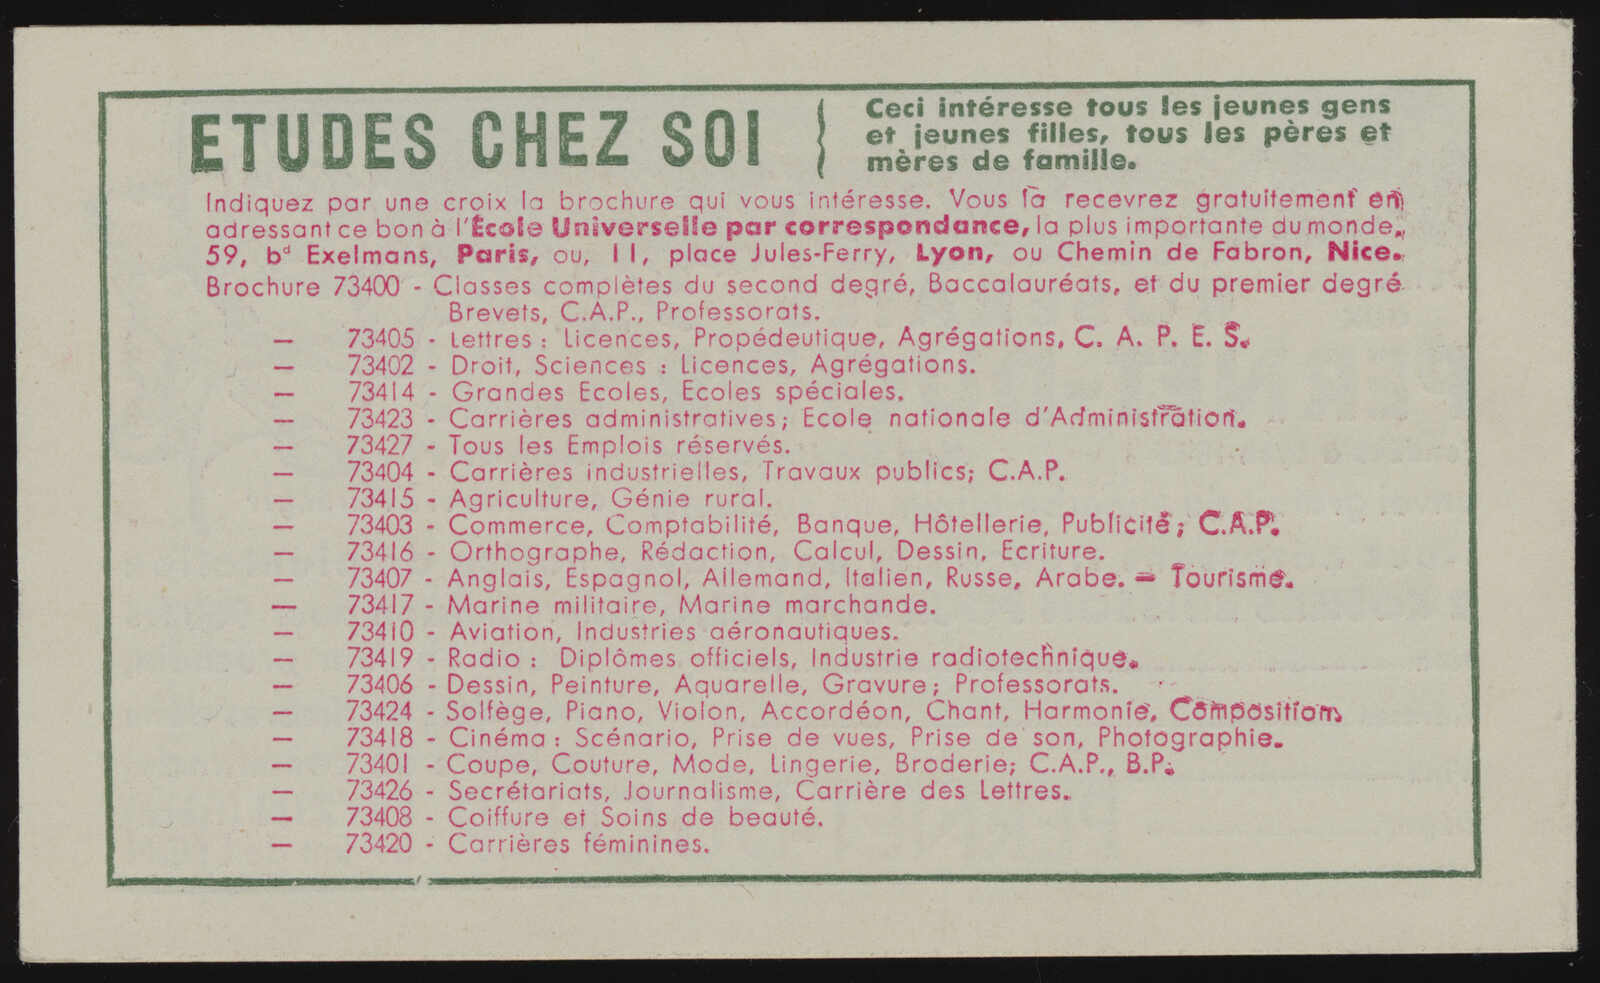 ETUDES CHEZ SOI
Ceci intéresse tous les jeunes gens
et jeunes filles, tous les pères et
mères de famille.
Indiquez par une croix la brochure qui vous intéresse. Vous la recevrez gratuitement en
adressant ce bon à l'École Universelle par correspondance, la plus importante du monde,
59, bd Exelmans, Paris, ou, 11, place Jules-Ferry, Lyon, ou Chemin de Fabron, Nice.
Brochure 73400 - Classes complètes du second degré, Baccalauréats, et du premier degré
Brevets, C.A.P., Professorats.
— 73405 - Lettres : Licences, Propédeutique, Agrégations, C. A. P. E. S.
— 73402 - Droit, Sciences : Licences, Agrégations.
— 73414 - Grandes Ecoles, Ecoles spéciales.
— 73423 - Carrières administratives; Ecole nationale d'Administration.
— 73427 - Tous les Emplois réservés.
— 73404 - Carrières industrielles, Travaux publics; C.A.P.
— 73415 - Agriculture, Génie rural.
— 73403 - Commerce, Comptabilité, Banque, Hôtellerie, Publicité; C.A.P.
— 73416 - Orthographe, Rédaction, Calcul, Dessin, Ecriture.
— 73407 - Anglais, Espagnol, Allemand, Italien, Russe, Arabe. - Tourisme.
— 73417 - Marine militaire, Marine marchande.
— 73410 - Aviation, Industries aéronautiques.
— 73419 - Radio : Diplômes officiels, Industrie radiotechnique.
— 73406 - Dessin, Peinture, Aquarelle, Gravure; Professorats.
— 73424 - Solfège, Piano, Violon, Accordéon, Chant, Harmonie, Composition
— 73418 - Cinéma : Scénario, Prise de vues, Prise de son, Photographie.
— 73401 - Coupe, Couture, Mode, Lingerie, Broderie; C.A.P., B.P.
— 73426 - Secrétariats, Journalisme, Carrière des Lettres.
— 73408 - Coiffure et Soins de beauté.
— 73420 - Carrières féminines.